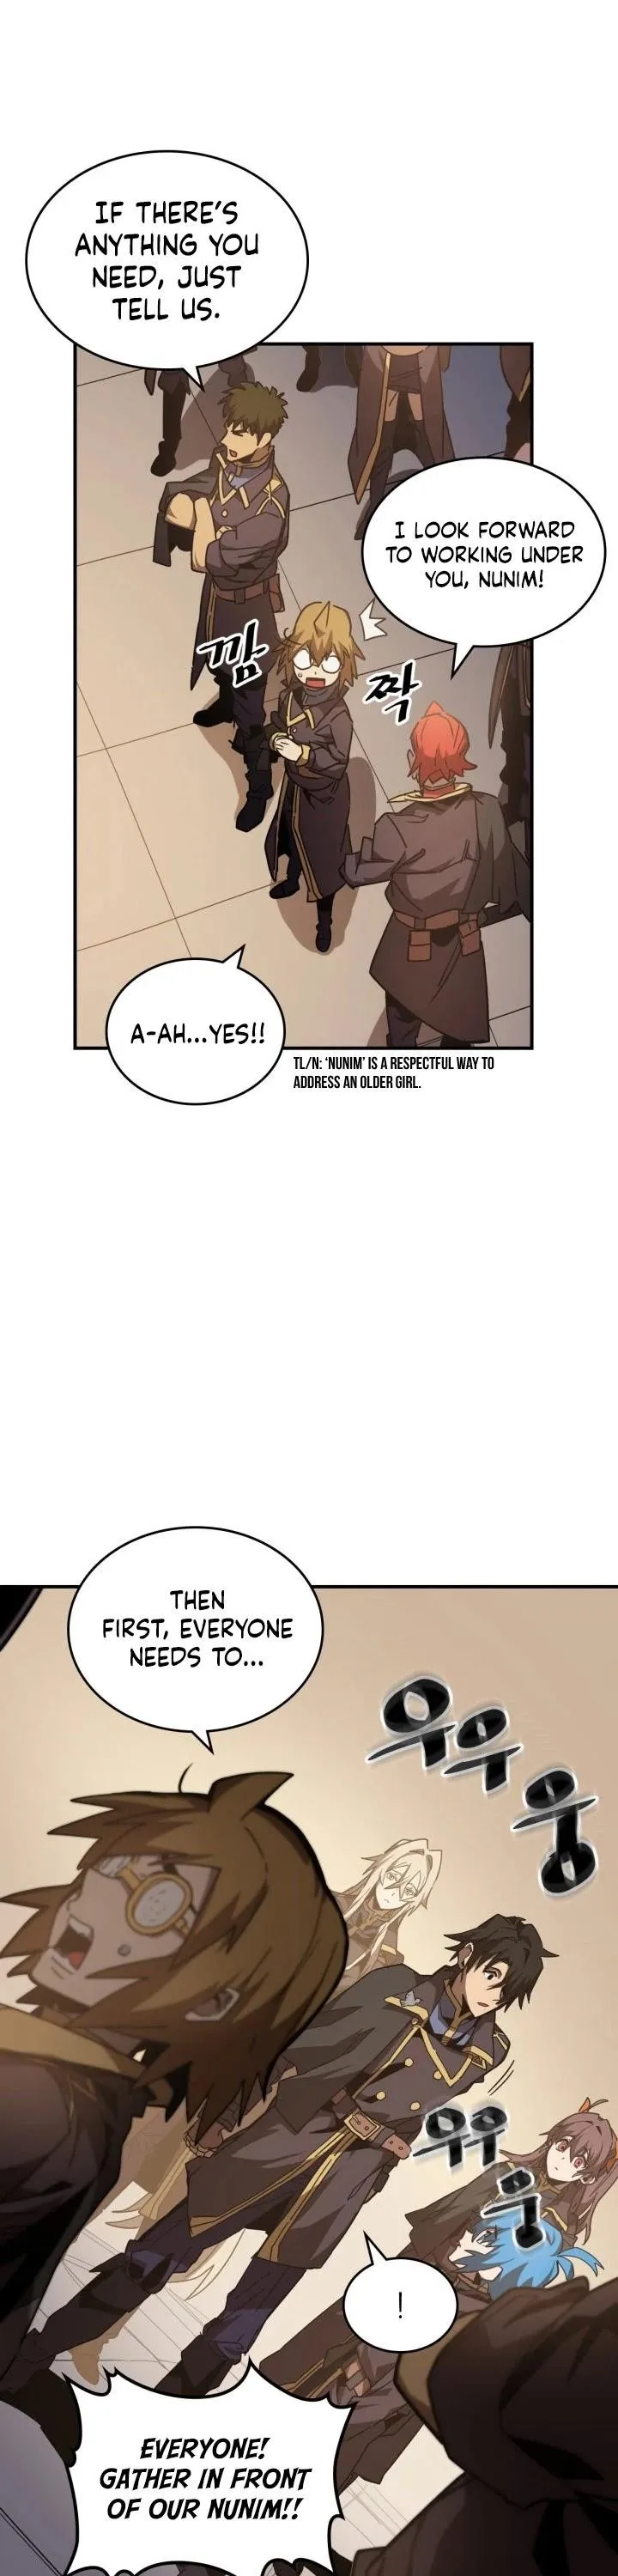 IF THERE'S
ANYTHING YOU
NEED, JUST
TELL US.
I LOOK FORWARD
TO WORKING UNDER
YOU, NUNIM!
깜
짝
A-AH...YES!!
TL/N: 'NUNIM' IS A RESPECTFUL WAY TO
ADDRESS AN OLDER GIRL.
THEN
FIRST, EVERYONE
NEEDS TO...
우우웅
우우웅
!
EVERYONE!
GATHER IN FRONT
OF OUR NUNIM!!